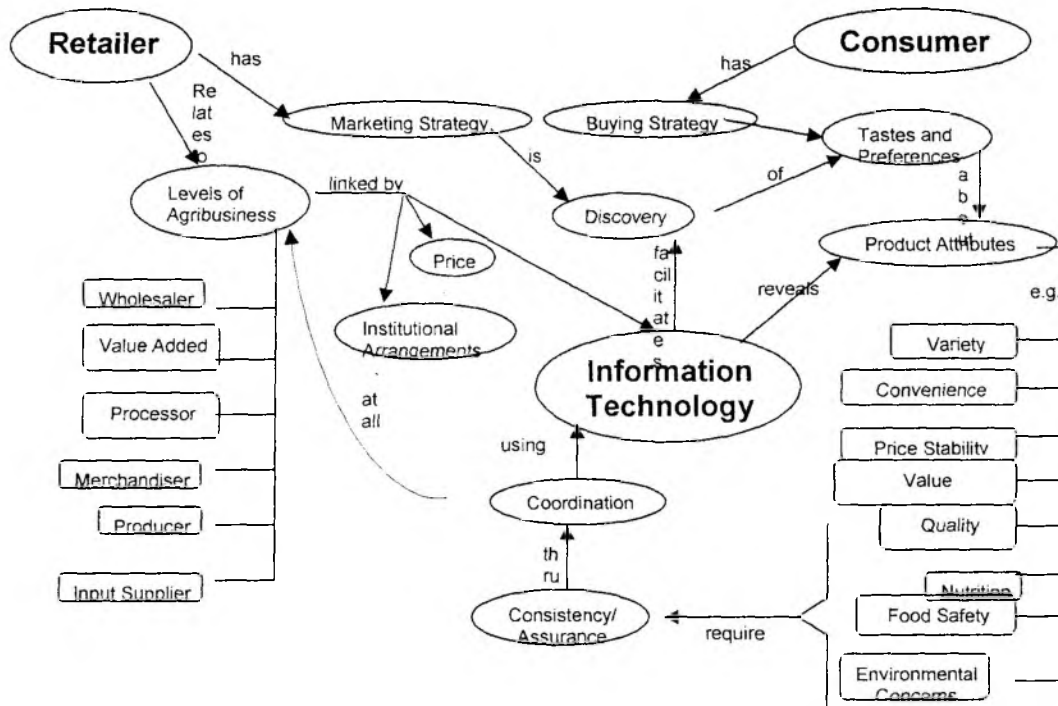 Retailer
Consumer
has
has
Re
lat
es
Marketing Strategy
Buying Strategy
Tastes and
Preferences
is
of
a
b
linked by
Levels of
Agribusiness
Discovery
Product Attributes
Price
fa
cil
it
at
e
s
reveals
e.g.
Wholesaler
Institutional
Arrangements
Value Added
Variety
Information
Technology
Convenience
at
all
Processor
using
Price Stability
Merchandiser
Value
Coordination
Producer
Quality
th
ru
Input Supplier
Nutrition
Consistency/
Assurance
require
Food Safety
Environmental
Concerns